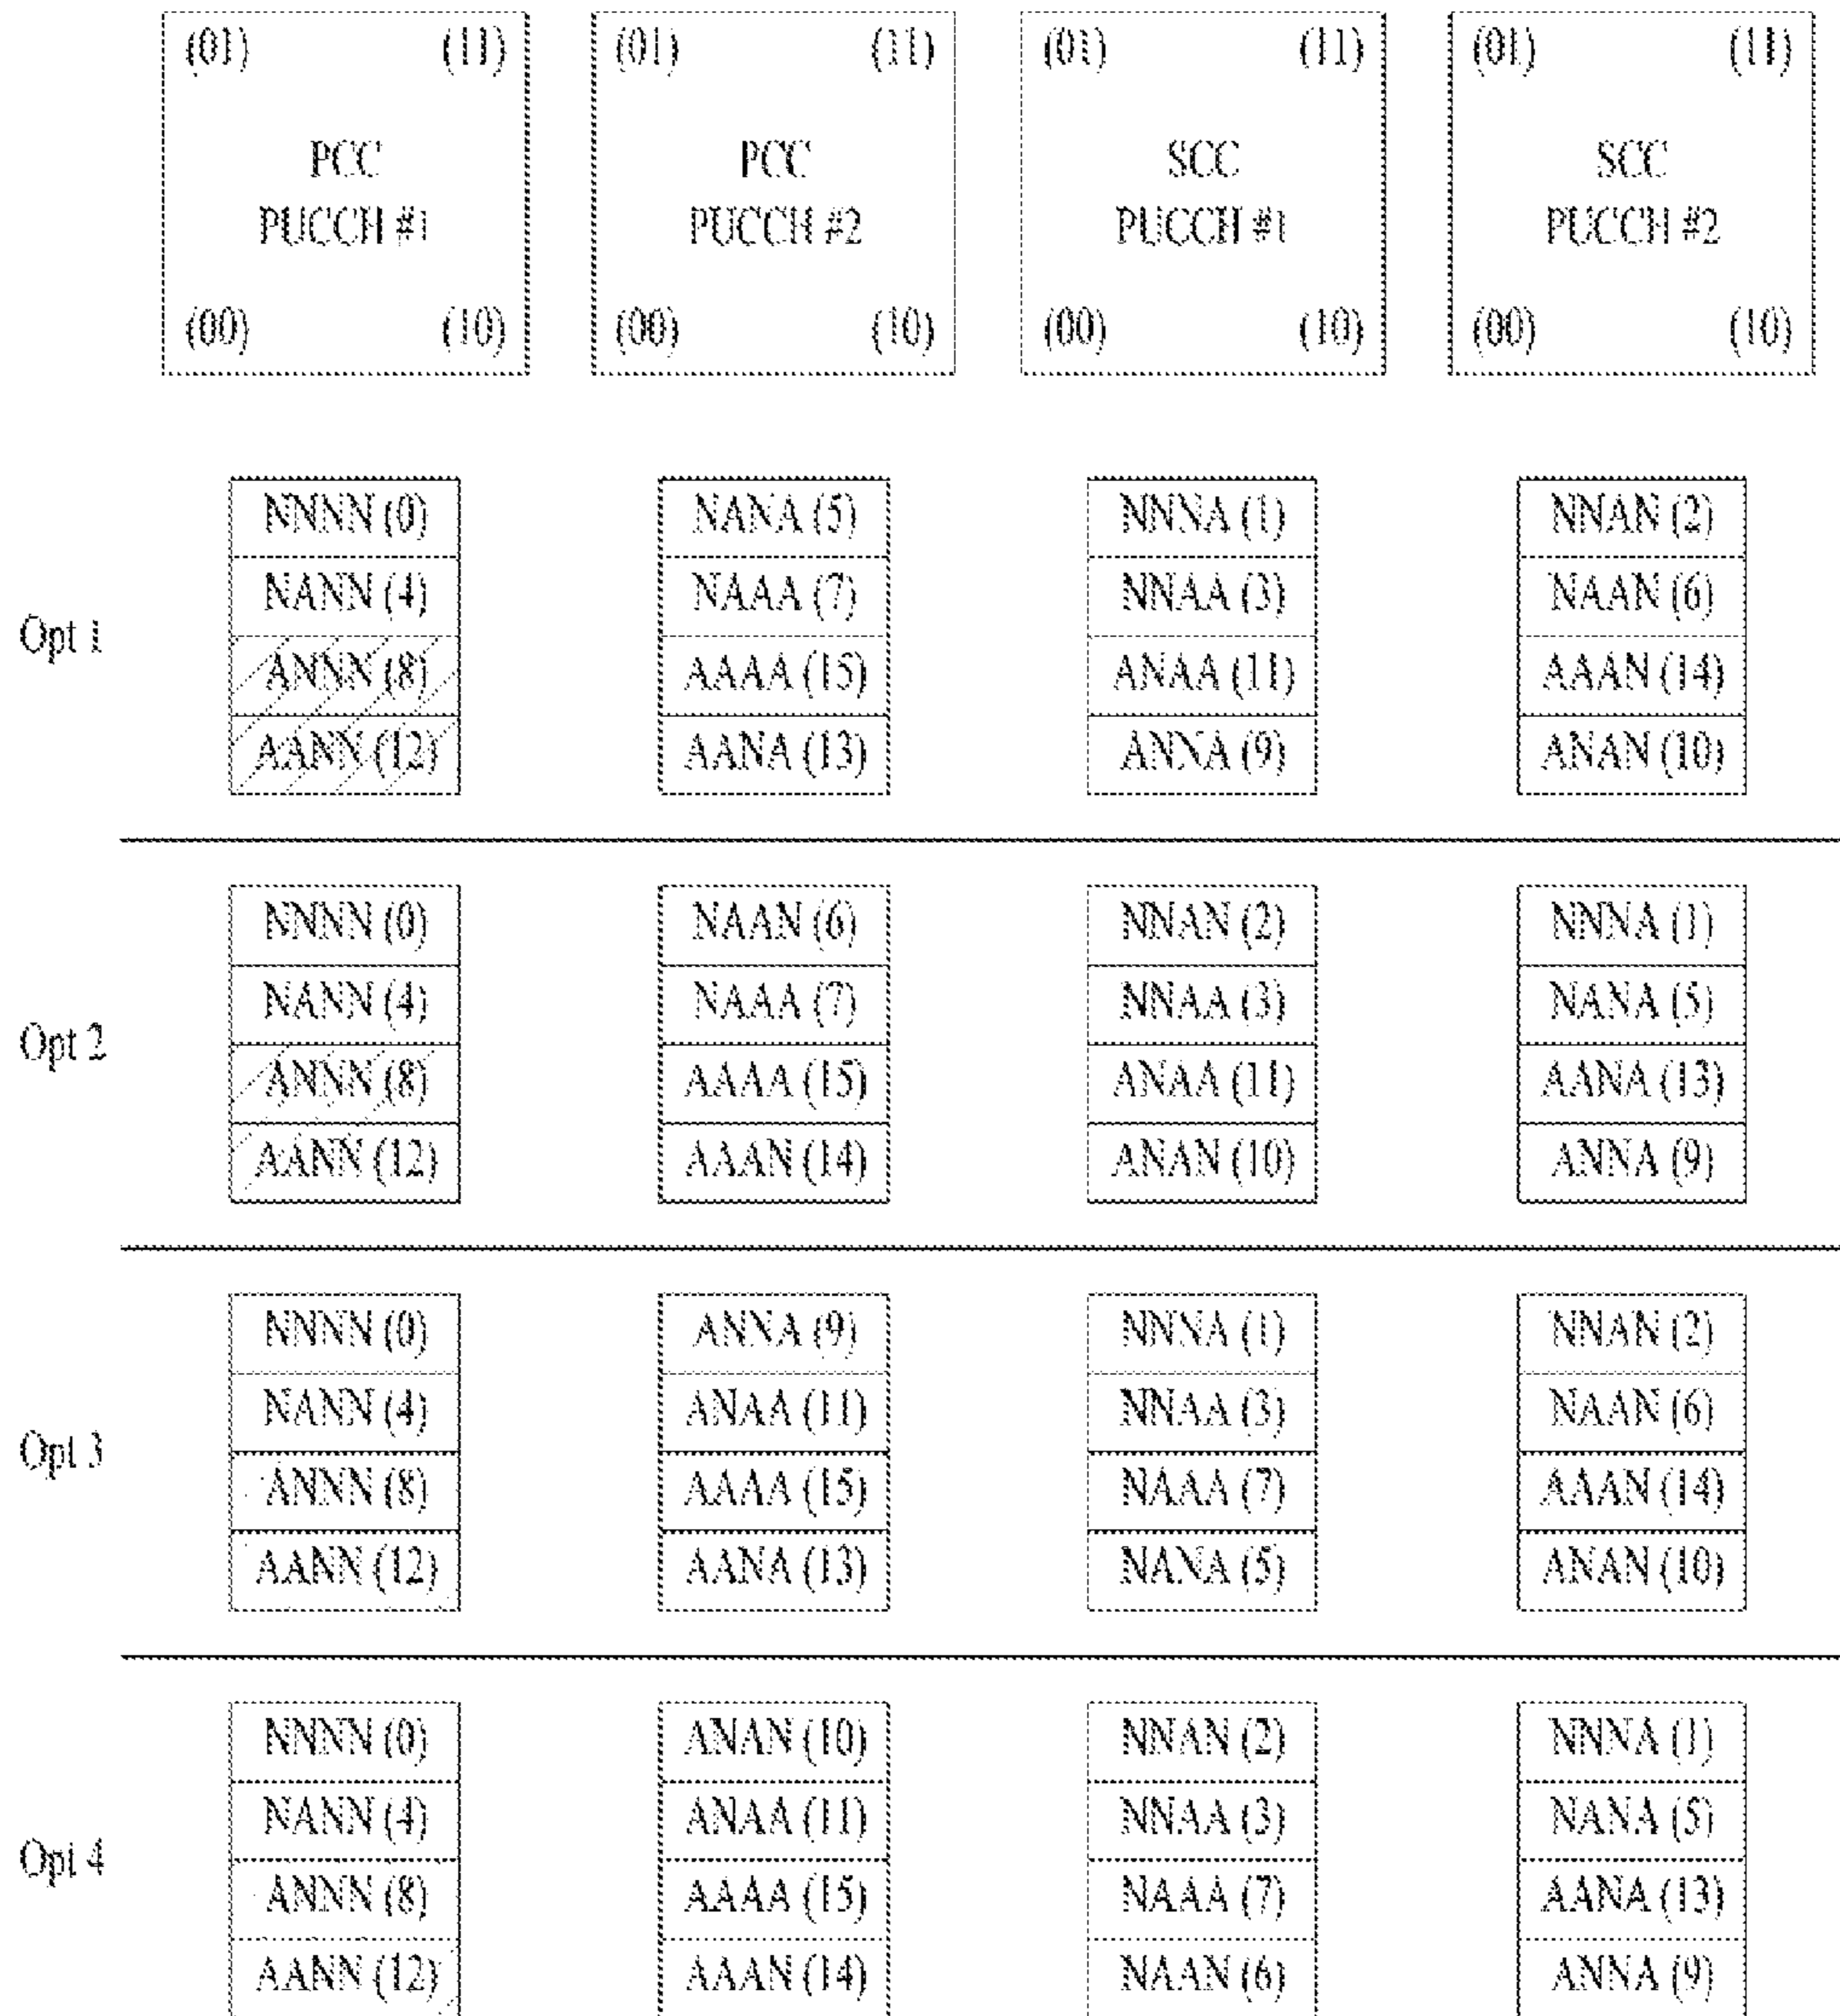 (01) (11) (01) (11) (01) (11) (01) (11)
PCC PCC SCC SCC
PUCCH #1 PUCCH #2 PUCCH #1 PUCCH #2
(00) (10) (00) (10) (00) (10) (00) (10)
NNNN (0) NANA (5) NNNA (1) NNAN (2)
NANN (4) NAAA (7) NNAA (3) NAAN (6)
Opt 1
ANNN (8) AAAA (15) ANAA (11) AAAN (14)
AANN (12) AANA (13) ANNA (9) ANAN (10)
NNNN (0) NAAN (6) NNAN (2) NNNA (1)
NANN (4) NAAA (7) NNAA (3) NANA (5)
Opt 2
ANNN (8) AAAA (15) ANAA (11) AANA (13)
AANN (12) AAAN (14) ANAN (10) ANNA (9)
NNNN (0) ANNA (9) NNNA (1) NNAN (2)
NANN (4) ANAA (11) NNAA (3) NAAN (6)
Opt 3
ANNN (8) AAAA (15) NAAA (7) AAAN (14)
AANN (12) AANA (13) NANA (5) ANAN (10)
NNNN (0) ANAN (10) NNAN (2) NNNA (1)
NANN (4) ANAA (11) NNAA (3) NANA (5)
Opt 4
ANNN (8) AAAA (15) NAAA (7) AANA (13)
AANN (12) AAAN (14) NAAN (6) ANNA (9)